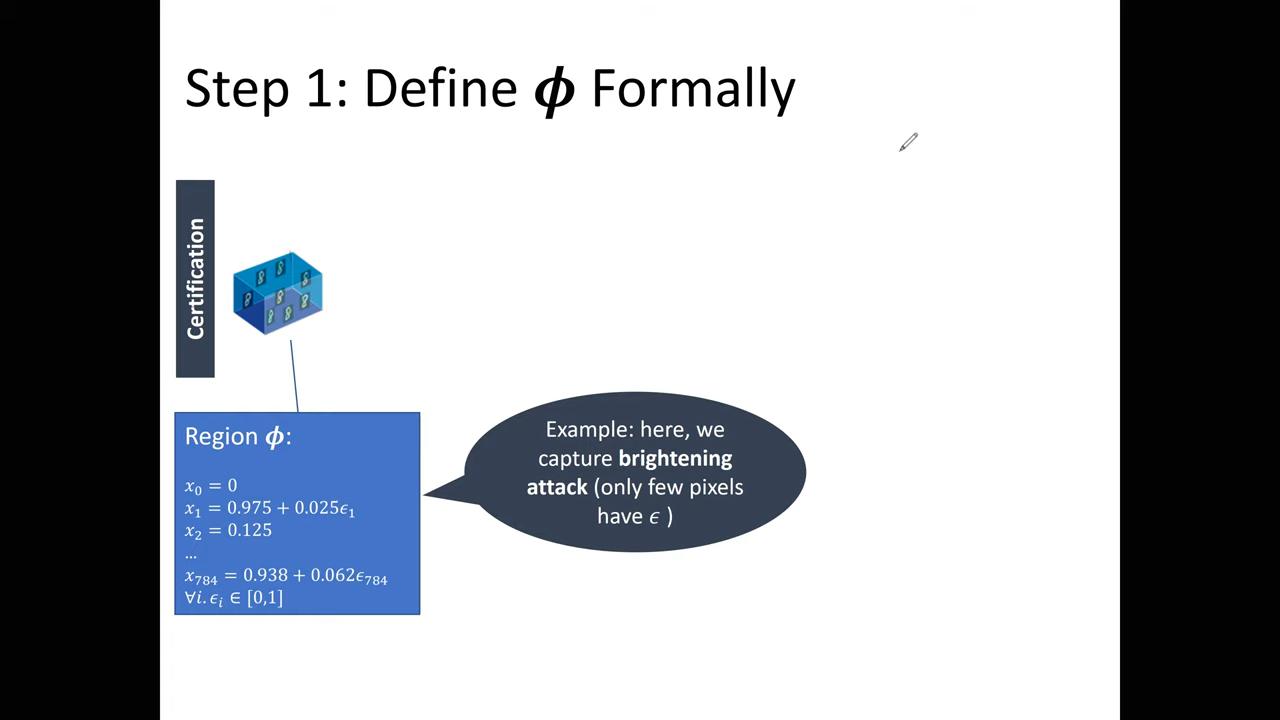 Step 1: Define ϕ Formally
Certification
Region ϕ:
x₀ = 0
x₁ = 0.975 + 0.025ϵ₁
x₂ = 0.125
...
x₇₈₄ = 0.938 + 0.062ϵ₇₈₄
∀i. ϵᵢ ∈ [0,1]
Example: here, we
capture brightening
attack (only few pixels
have ϵ )